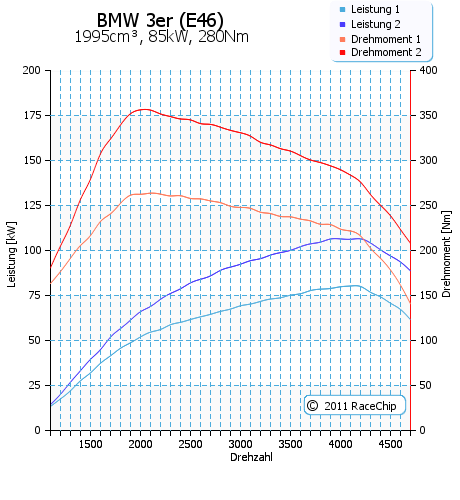 BMW 3er (E46)
1995cm³, 85kW, 280Nm
Leistung 1
Leistung 2
Drehmoment 1
Drehmoment 2
200
175
150
125
100
75
50
25
0
Leistung [kW]
400
350
300
250
200
150
100
50
0
Drehmoment [Nm]
1500 2000 2500 3000 3500 4000 4500
Drehzahl
© 2011 RaceChip